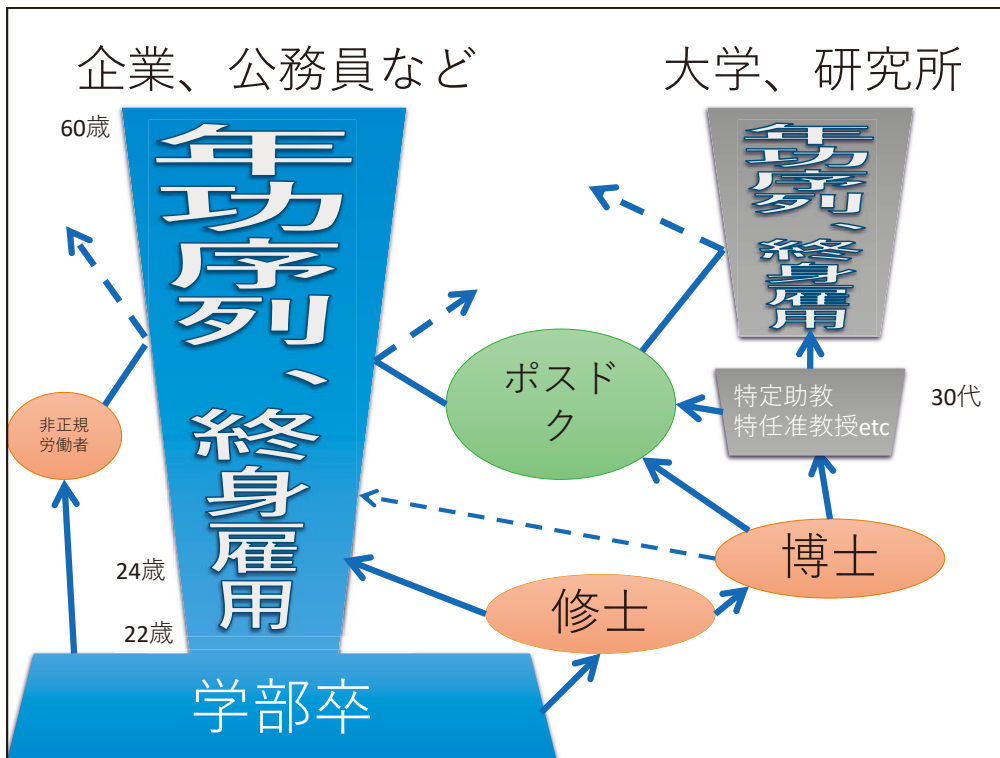 企業、公務員など
大学、研究所
60歳
年功序列、終身雇用
年功序列、終身雇用
ポスド
ク
特定助教
特任准教授etc
30代
非正規
労働者
24歳
22歳
修士
博士
学部卒